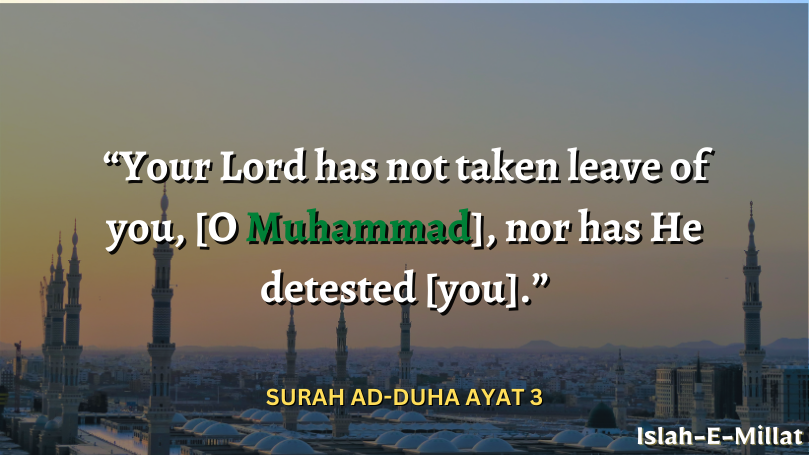 “Your Lord has not taken leave of
you, [O Muhammad], nor has He
detested [you].”
SURAH AD-DUHA AYAT 3
Islah-E-Millat